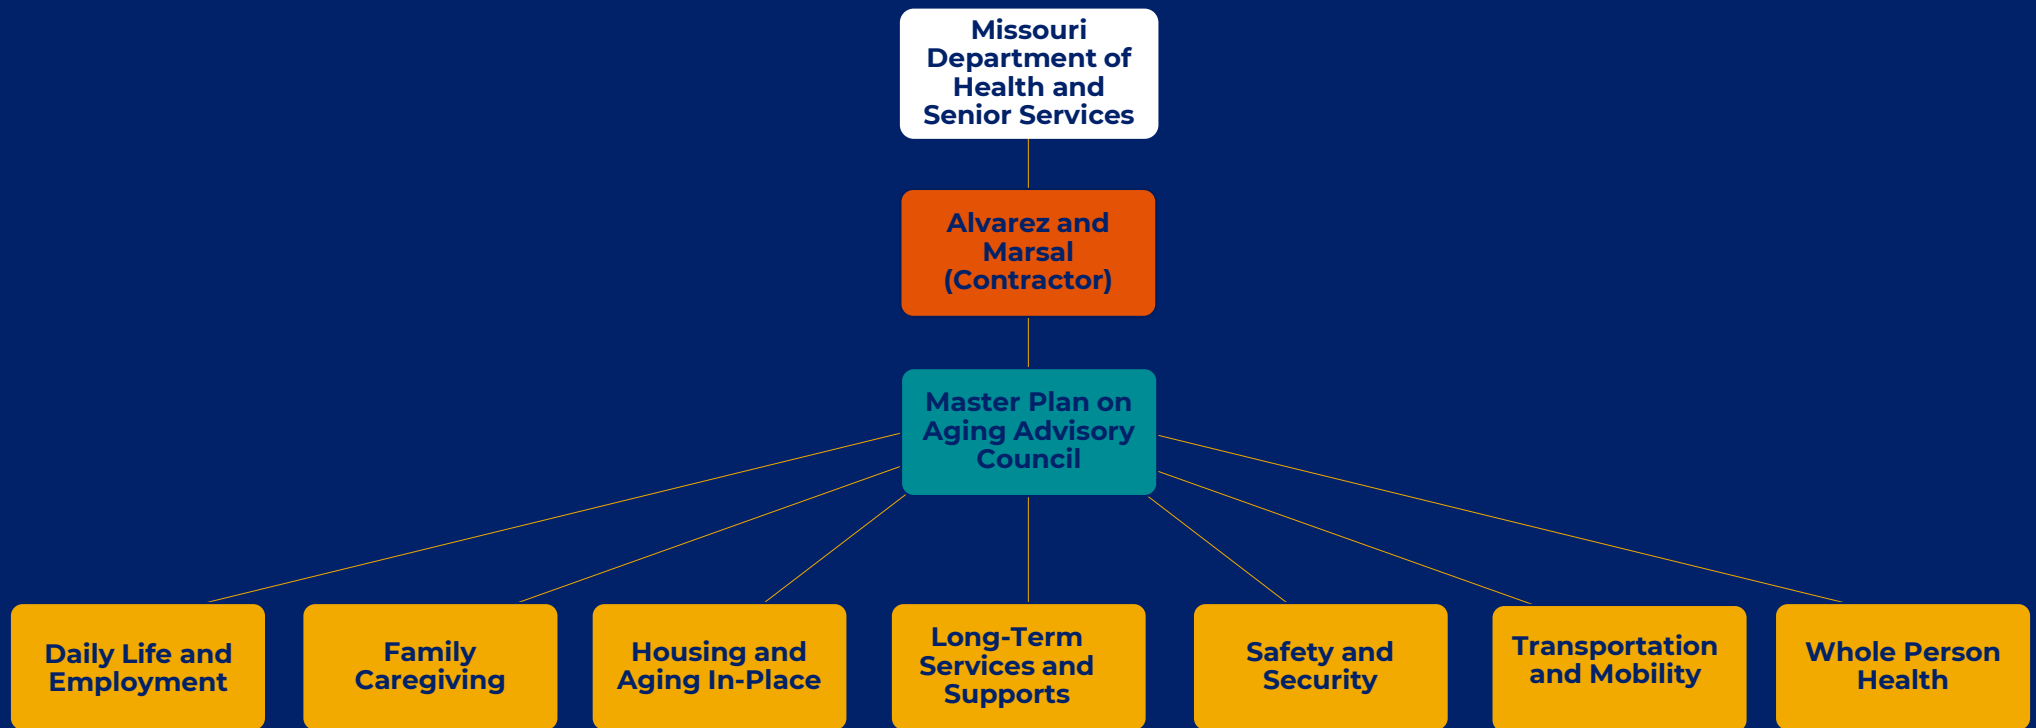 Missouri
Department of
Health and
Senior Services
Alvarez and
Marsal
(Contractor)
Master Plan on
Aging Advisory
Council
Daily Life and
Employment
Family
Caregiving
Housing and
Aging In-Place
Long-Term
Services and
Supports
Safety and
Security
Transportation
and Mobility
Whole Person
Health